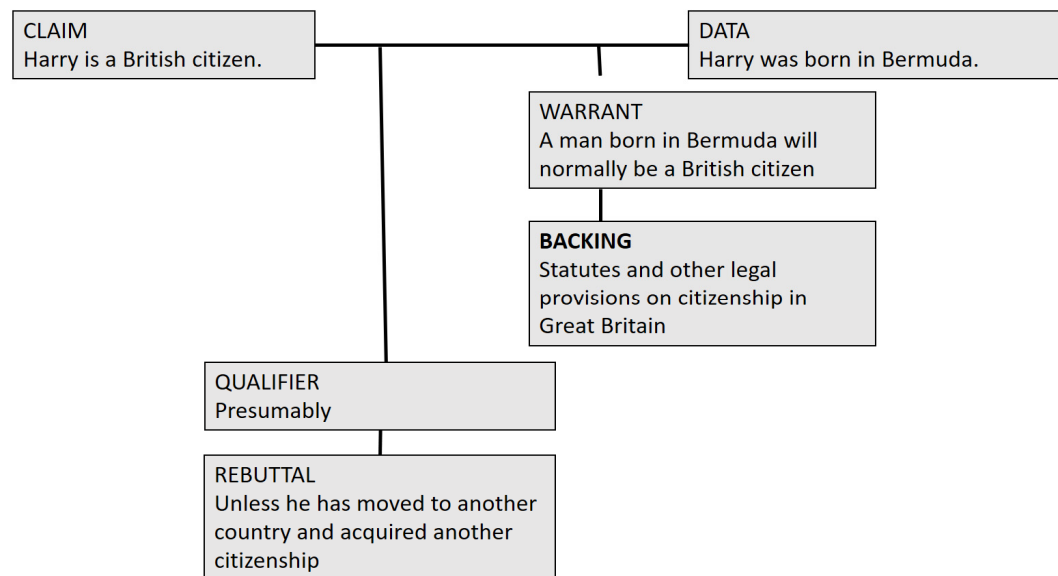 CLAIM
Harry is a British citizen.
DATA
Harry was born in Bermuda.
WARRANT
A man born in Bermuda will
normally be a British citizen
BACKING
Statutes and other legal
provisions on citizenship in
Great Britain
QUALIFIER
Presumably
REBUTTAL
Unless he has moved to another
country and acquired another
citizenship